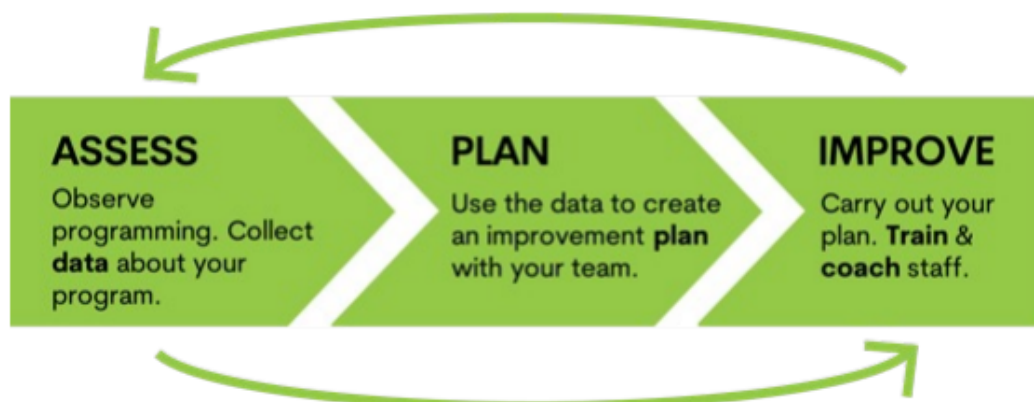 ASSESS
Observe
programming. Collect
data about your
program.
PLAN
Use the data to create
an improvement plan
with your team.
IMPROVE
Carry out your
plan. Train &
coach staff.